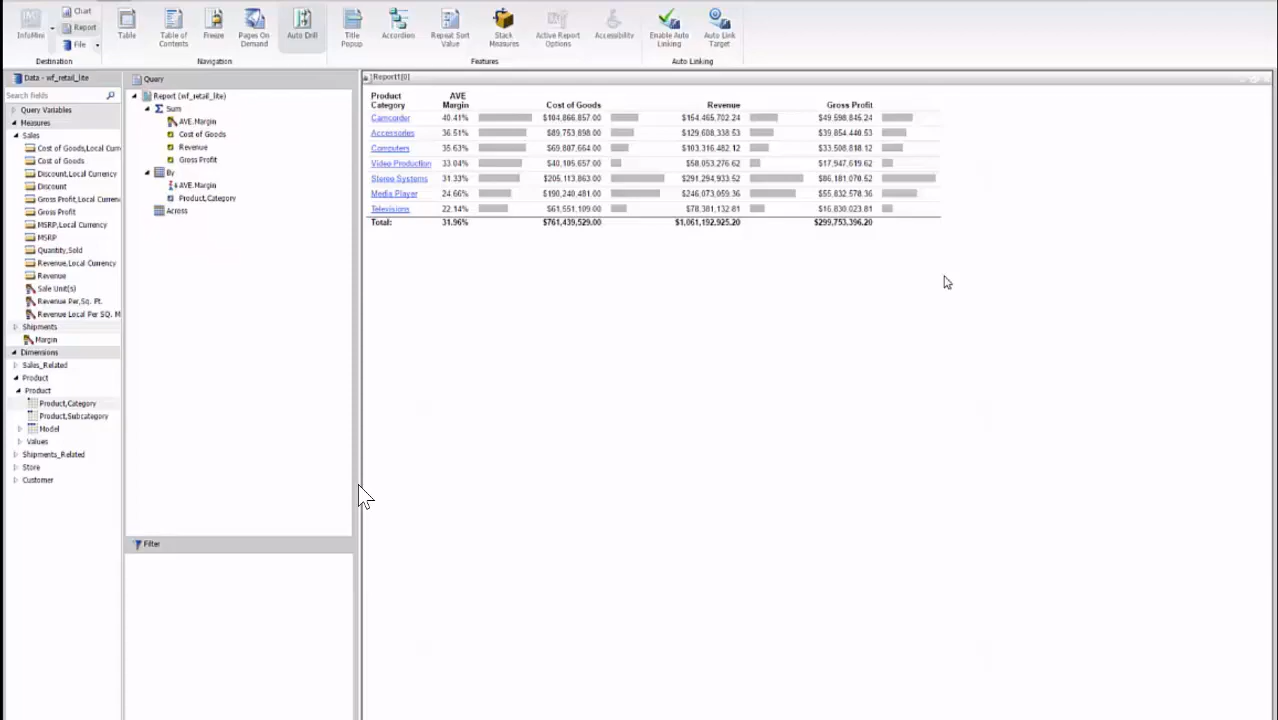 InfoMini
Chart
Report
File
Destination
Table
Table of Contents
Freeze
Pages On Demand
Auto Drill
Navigation
Title Popup
Accordion
Repeat Sort Value
Stack Measures
Active Report Options
Accessibility
Features
Enable Auto Linking
Auto Link Target
Auto Linking
Data - wf_retail_lite
Search fields
Query Variables
Measures
Sales
Cost of Goods,Local Curr
Cost of Goods
Discount,Local Currency
Discount
Gross Profit,Local Currenc
Gross Profit
MSRP,Local Currency
MSRP
Quantity,Sold
Revenue,Local Currency
Revenue
Sale Unit(s)
Revenue Per,Sq. Ft.
Revenue Local Per SQ. M
Shipments
Margin
Dimensions
Sales_Related
Product
Product
Product,Category
Product,Subcategory
Model
Values
Shipments_Related
Store
Customer
Query
Report (wf_retail_lite)
Sum
AVE.Margin
Cost of Goods
Revenue
Gross Profit
By
AVE.Margin
Product,Category
Across
Filter
Report1[0]
Product Category AVE Margin Cost of Goods Revenue Gross Profit
Camcorder 40.41% $104,866,857.00 $154,465,702.24 $49,598,845.24
Accessories 36.51% $89,753,898.00 $129,608,338.53 $39,854,440.53
Computers 35.63% $69,807,664.00 $103,316,482.12 $33,508,818.12
Video Production 33.04% $40,105,657.00 $58,053,276.62 $17,947,619.62
Stereo Systems 31.33% $205,113,863.00 $291,294,933.52 $86,181,070.52
Media Player 24.66% $190,240,481.00 $246,073,059.36 $55,832,578.36
Televisions 22.14% $61,551,109.00 $78,381,132.81 $16,830,023.81
Total: 31.96% $761,439,529.00 $1,061,192,925.20 $299,753,396.20